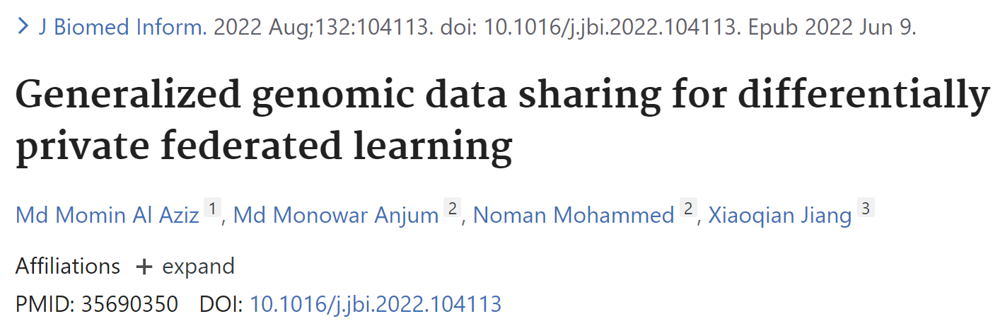 > J Biomed Inform. 2022 Aug;132:104113. doi: 10.1016/j.jbi.2022.104113. Epub 2022 Jun 9.
Generalized genomic data sharing for differentially
private federated learning
Md Momin Al Aziz 1, Md Monowar Anjum 2, Noman Mohammed 2, Xiaoqian Jiang 3
Affiliations + expand
PMID: 35690350 DOI: 10.1016/j.jbi.2022.104113